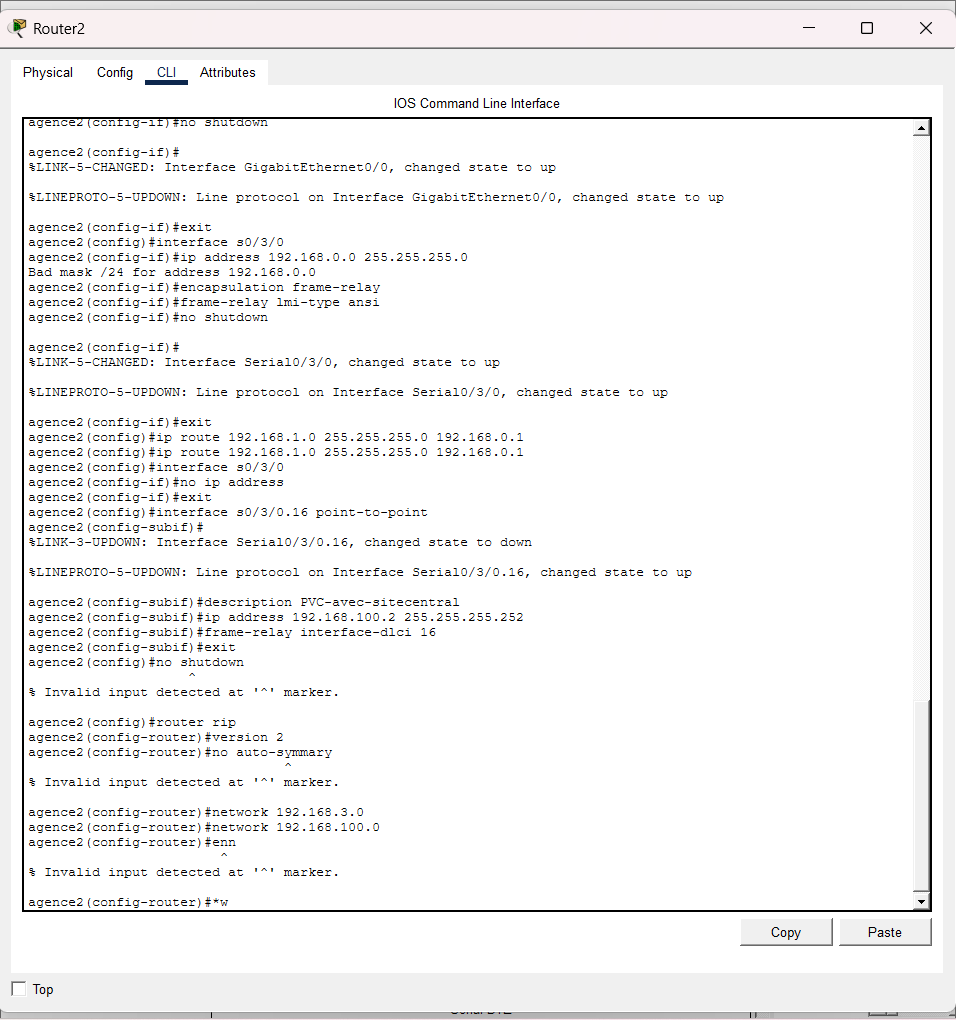 Router2
Physical Config CLI Attributes
IOS Command Line Interface
agence2(config-if)#no shutdown
agence2(config-if)#
%LINK-5-CHANGED: Interface GigabitEthernet0/0, changed state to up
%LINEPROTO-5-UPDOWN: Line protocol on Interface GigabitEthernet0/0, changed state to up
agence2(config-if)#exit
agence2(config)#interface s0/3/0
agence2(config-if)#ip address 192.168.0.0 255.255.255.0
Bad mask /24 for address 192.168.0.0
agence2(config-if)#encapsulation frame-relay
agence2(config-if)#frame-relay lmi-type ansi
agence2(config-if)#no shutdown
agence2(config-if)#
%LINK-5-CHANGED: Interface Serial0/3/0, changed state to up
%LINEPROTO-5-UPDOWN: Line protocol on Interface Serial0/3/0, changed state to up
agence2(config-if)#exit
agence2(config)#ip route 192.168.1.0 255.255.255.0 192.168.0.1
agence2(config)#ip route 192.168.1.0 255.255.255.0 192.168.0.1
agence2(config)#interface s0/3/0
agence2(config-if)#no ip address
agence2(config-if)#exit
agence2(config)#interface s0/3/0.16 point-to-point
agence2(config-subif)#
%LINK-3-UPDOWN: Interface Serial0/3/0.16, changed state to down
%LINEPROTO-5-UPDOWN: Line protocol on Interface Serial0/3/0.16, changed state to up
agence2(config-subif)#description PVC-avec-sitecentral
agence2(config-subif)#ip address 192.168.100.2 255.255.255.252
agence2(config-subif)#frame-relay interface-dlci 16
agence2(config-subif)#exit
agence2(config)#no shutdown
^
% Invalid input detected at '^' marker.
agence2(config)#router rip
agence2(config-router)#version 2
agence2(config-router)#no auto-symmary
^
% Invalid input detected at '^' marker.
agence2(config-router)#network 192.168.3.0
agence2(config-router)#network 192.168.100.0
agence2(config-router)#enn
^
% Invalid input detected at '^' marker.
agence2(config-router)#*w
Copy Paste
Top